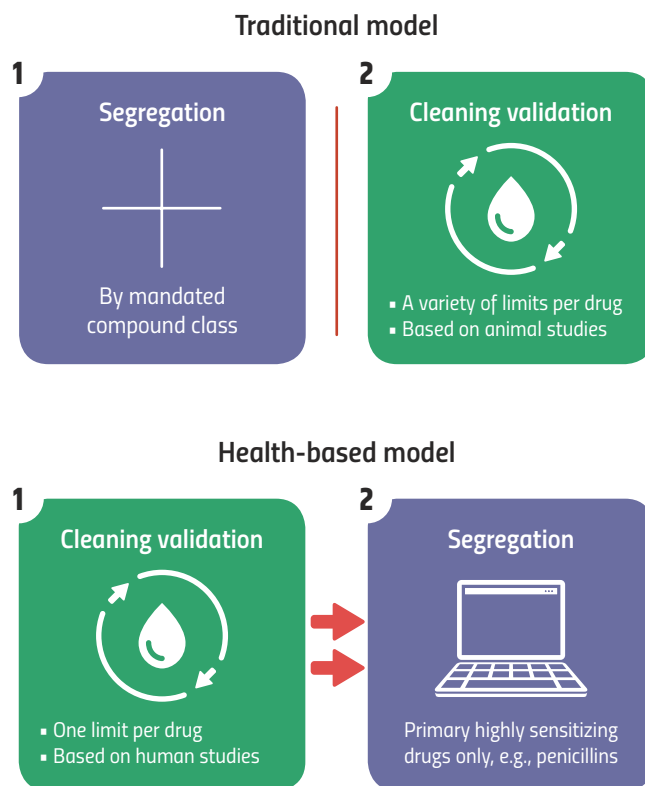 Traditional model
1
Segregation
By mandated
compound class
2
Cleaning validation
▪ A variety of limits per drug
▪ Based on animal studies
Health-based model
1
Cleaning validation
▪ One limit per drug
▪ Based on human studies
2
Segregation
Primary highly sensitizing
drugs only, e.g., penicillins